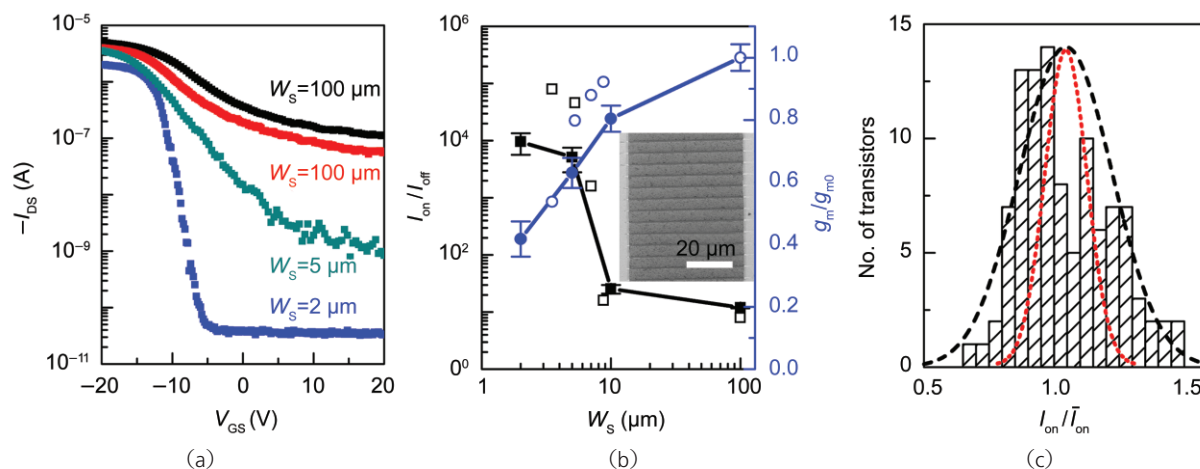 10⁻⁵
10⁻⁷
10⁻⁹
10⁻¹¹
−I_DS (A)
W_S=100 μm
W_S=100 μm
W_S=5 μm
W_S=2 μm
−20
−10
0
10
20
V_GS (V)
(a)
10⁶
10⁴
10²
10⁰
I_on/I_off
20 μm
1.0
0.8
0.6
0.4
0.2
0.0
g_m/g_m0
1
10
100
W_S (μm)
(b)
15
10
5
0
No. of transistors
0.5
1.0
1.5
I_on/Ī_on
(c)